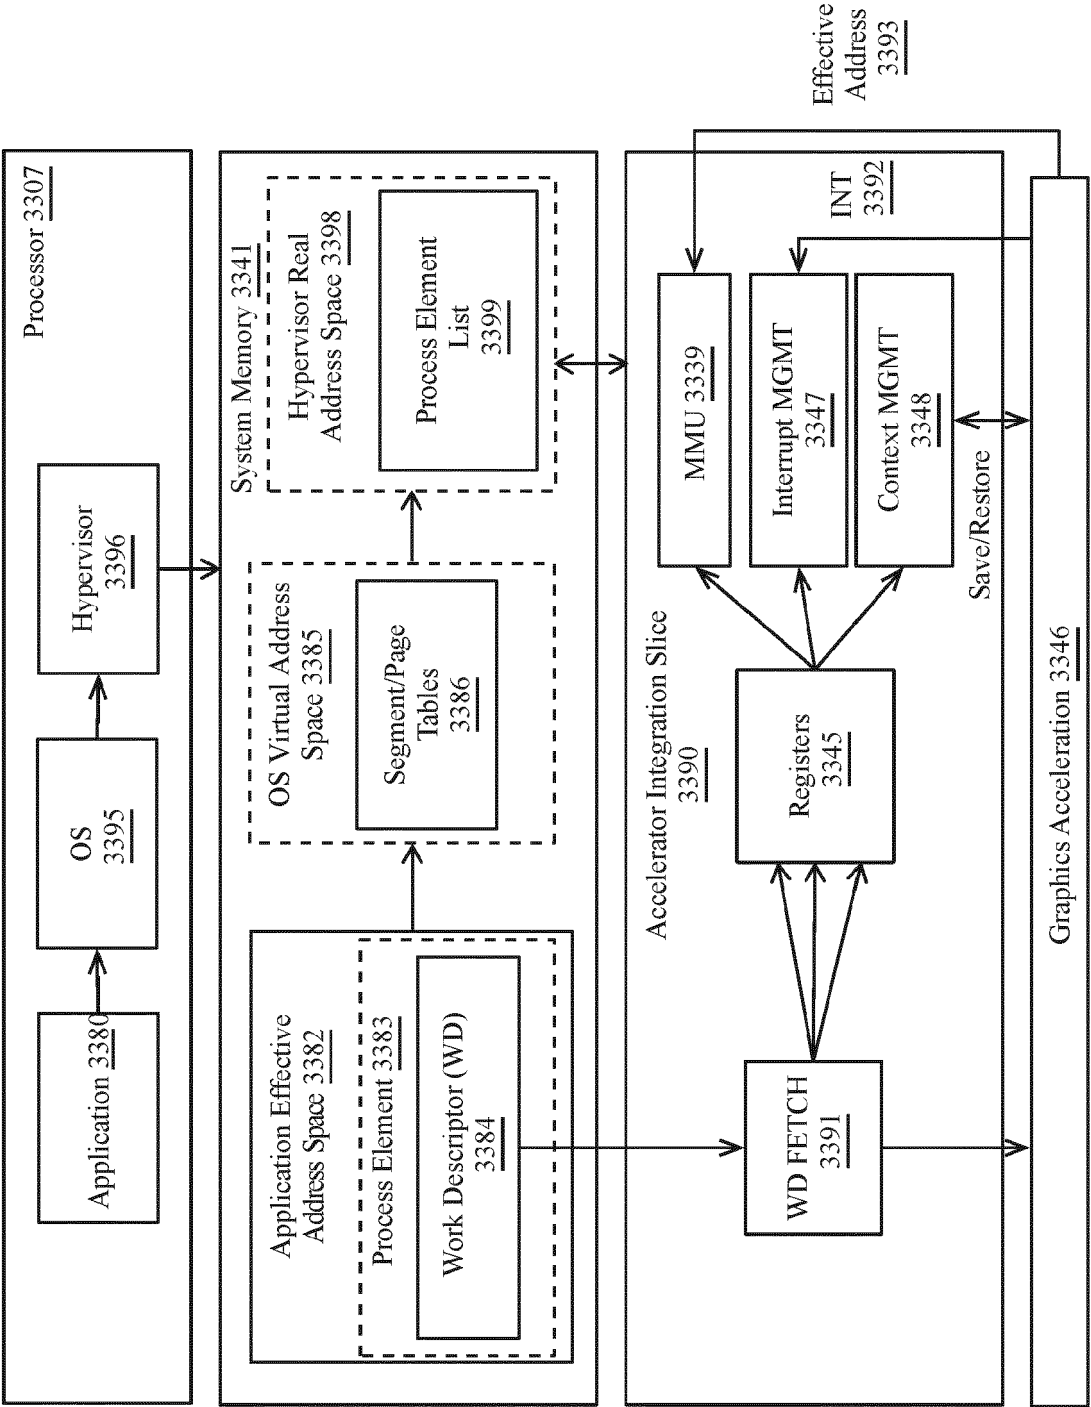 Processor 3307
Application 3380
OS
3395
Hypervisor
3396
System Memory 3341
Application Effective
Address Space 3382
Process Element 3383
Work Descriptor (WD)
3384
OS Virtual Address
Space 3385
Segment/Page
Tables
3386
Hypervisor Real
Address Space 3398
Process Element
List
3399
Accelerator Integration Slice
3390
WD FETCH
3391
Registers
3345
MMU 3339
Interrupt MGMT
3347
Context MGMT
3348
INT
3392
Effective
Address
3393
Save/Restore
Graphics Acceleration 3346